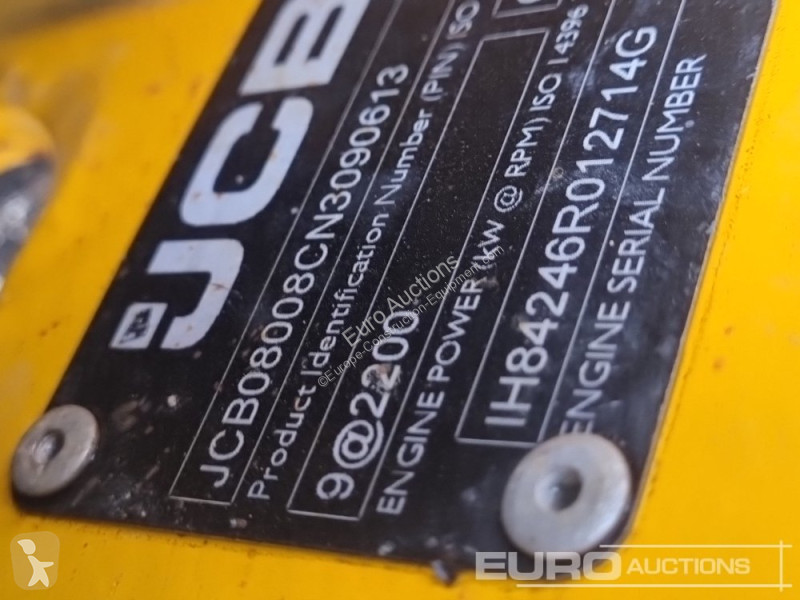 JCB
JCB08008CN3090613
Product Identification Number (PIN) ISO
9@2200
ENGINE POWER (kw @ RPM) ISO 14396
IH84246R012714G
ENGINE SERIAL NUMBER
Euro Auctions
©Europe-Construction-Equipment.com
EURO AUCTIONS